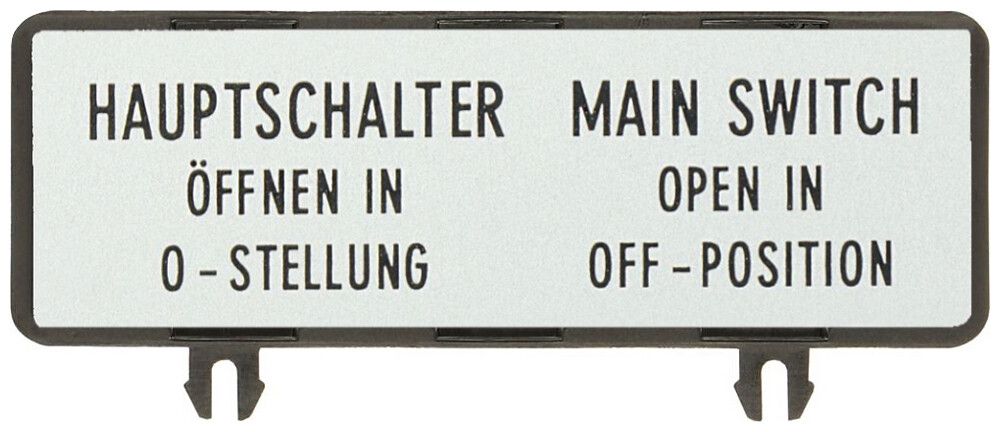 HAUPTSCHALTER
ÖFFNEN IN
0-STELLUNG
MAIN SWITCH
OPEN IN
OFF-POSITION